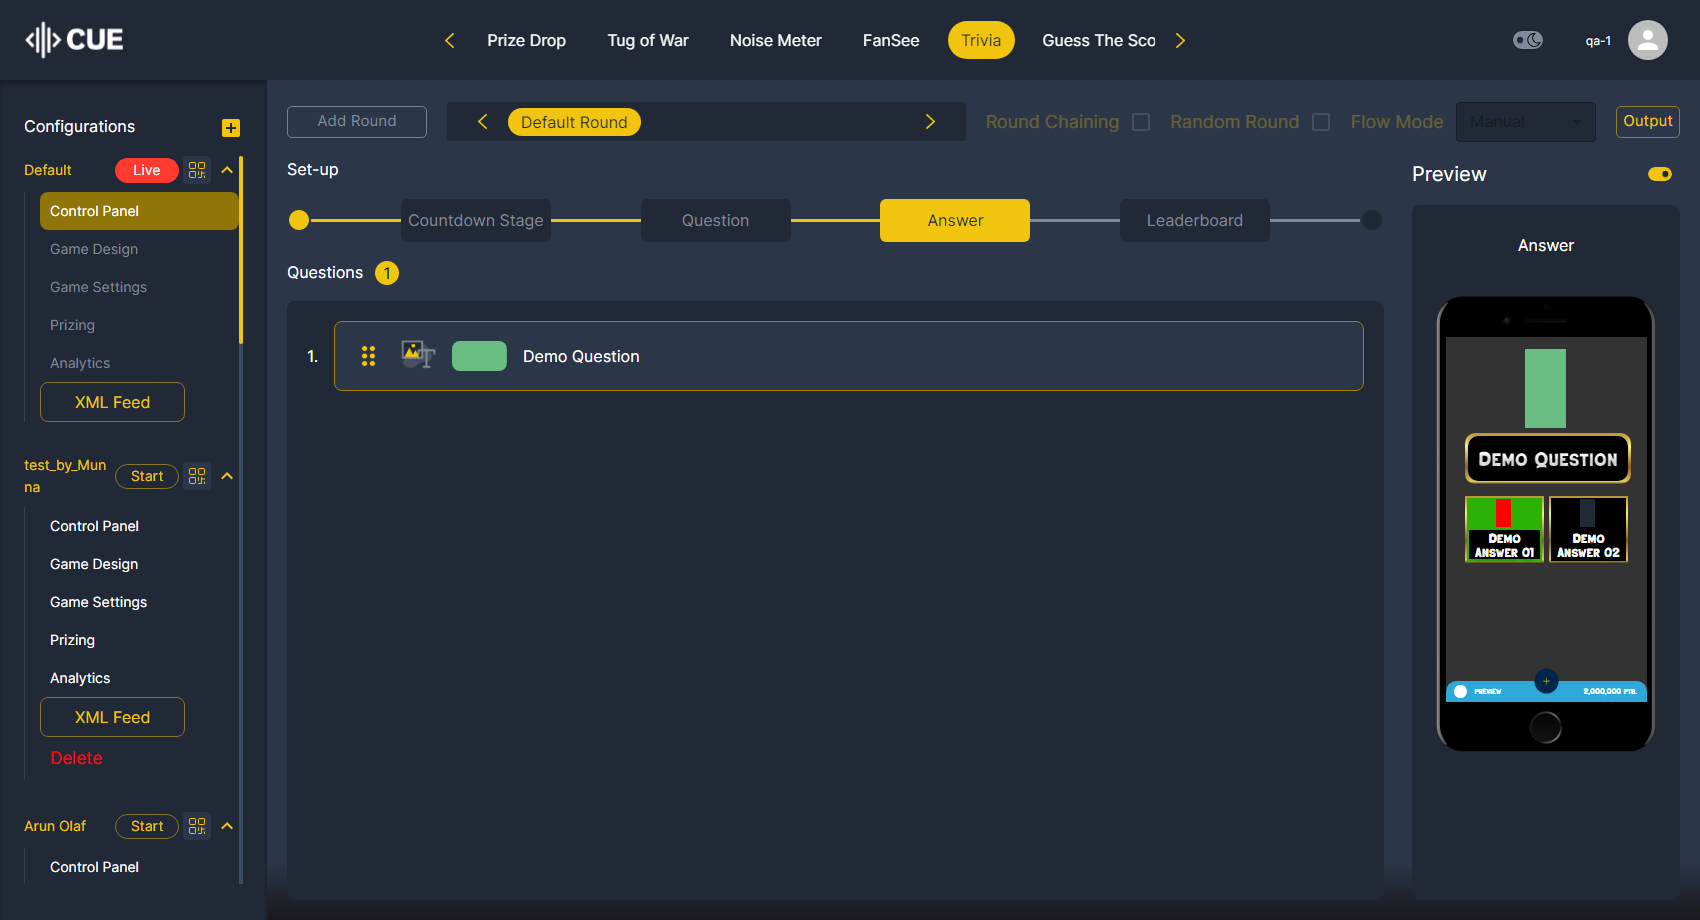 CUE
Prize Drop
Tug of War
Noise Meter
FanSee
Trivia
Guess The Sco
qa-1
Configurations
Default
Live
Control Panel
Game Design
Game Settings
Prizing
Analytics
XML Feed
test_by_Mun
na
Start
Control Panel
Game Design
Game Settings
Prizing
Analytics
XML Feed
Delete
Arun Olaf
Start
Control Panel
Add Round
Default Round
Round Chaining
Random Round
Flow Mode
Manual
Output
Set-up
Countdown Stage
Question
Answer
Leaderboard
Questions 1
1.
Demo Question
Preview
Answer
Demo Question
Demo
Answer 01
Demo
Answer 02
PREVIEW
2,000,000 PTS.